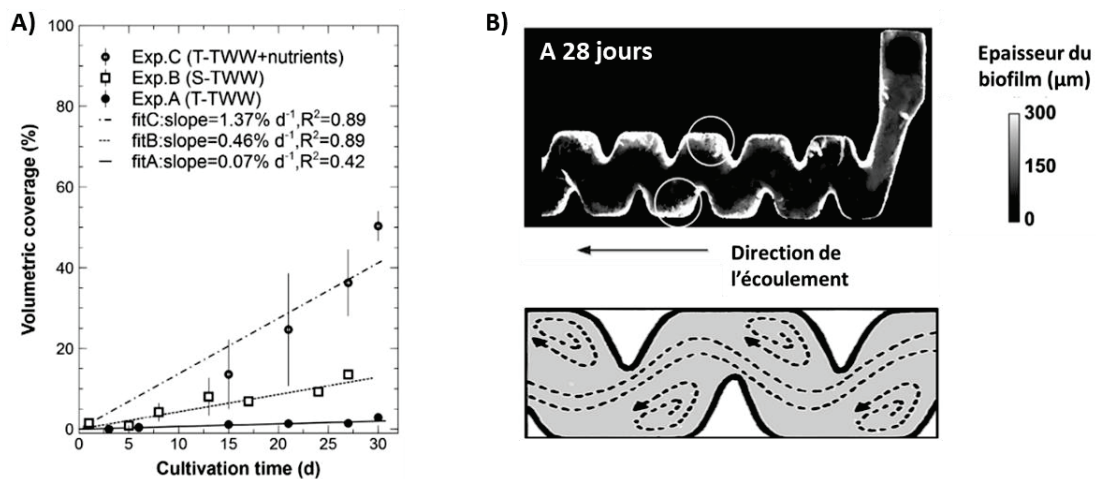 A)
100
80
60
40
20
0
Volumetric coverage (%)
Exp.C (T-TWW+nutrients)
Exp.B (S-TWW)
Exp.A (T-TWW)
fitC:slope=1.37% d⁻¹,R²=0.89
fitB:slope=0.46% d⁻¹,R²=0.89
fitA:slope=0.07% d⁻¹,R²=0.42
0 5 10 15 20 25 30
Cultivation time (d)
B)
A 28 jours
Epaisseur du
biofilm (µm)
300
150
0
Direction de
l'écoulement